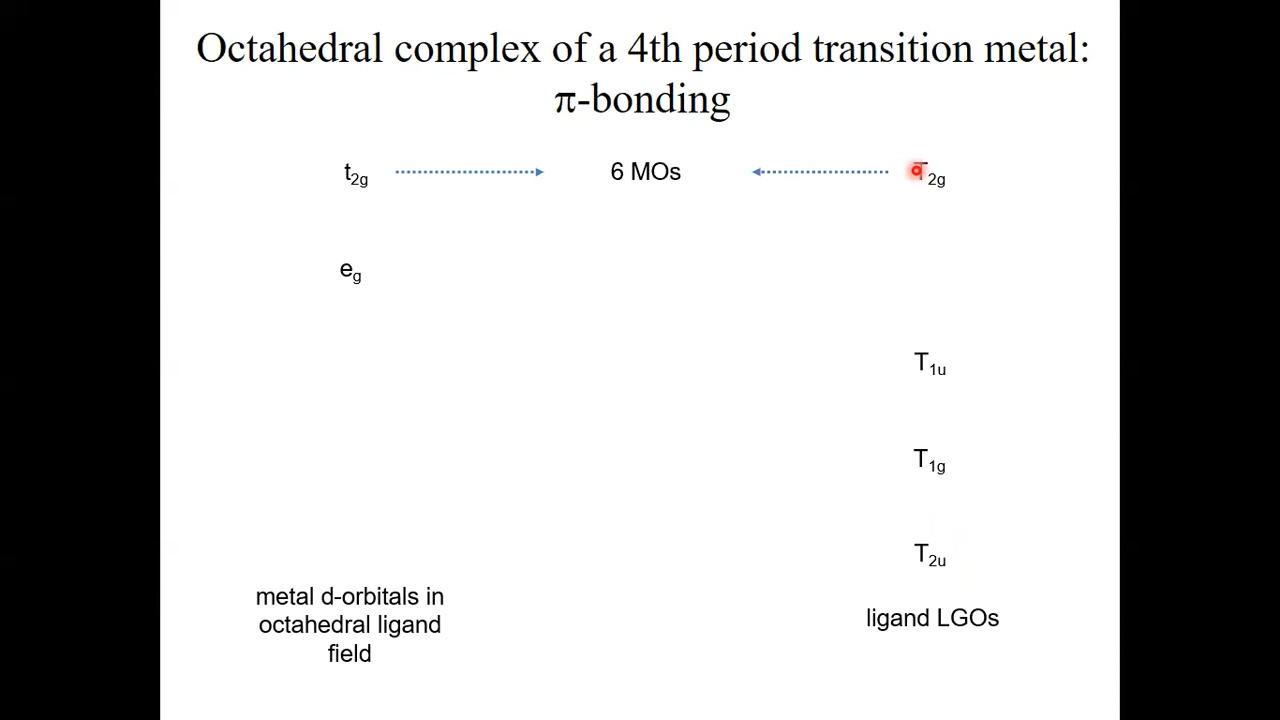 Octahedral complex of a 4th period transition metal:
π-bonding
t₂g 6 MOs T₂g
eg
T₁u
T₁g
T₂u
metal d-orbitals in
octahedral ligand
field
ligand LGOs